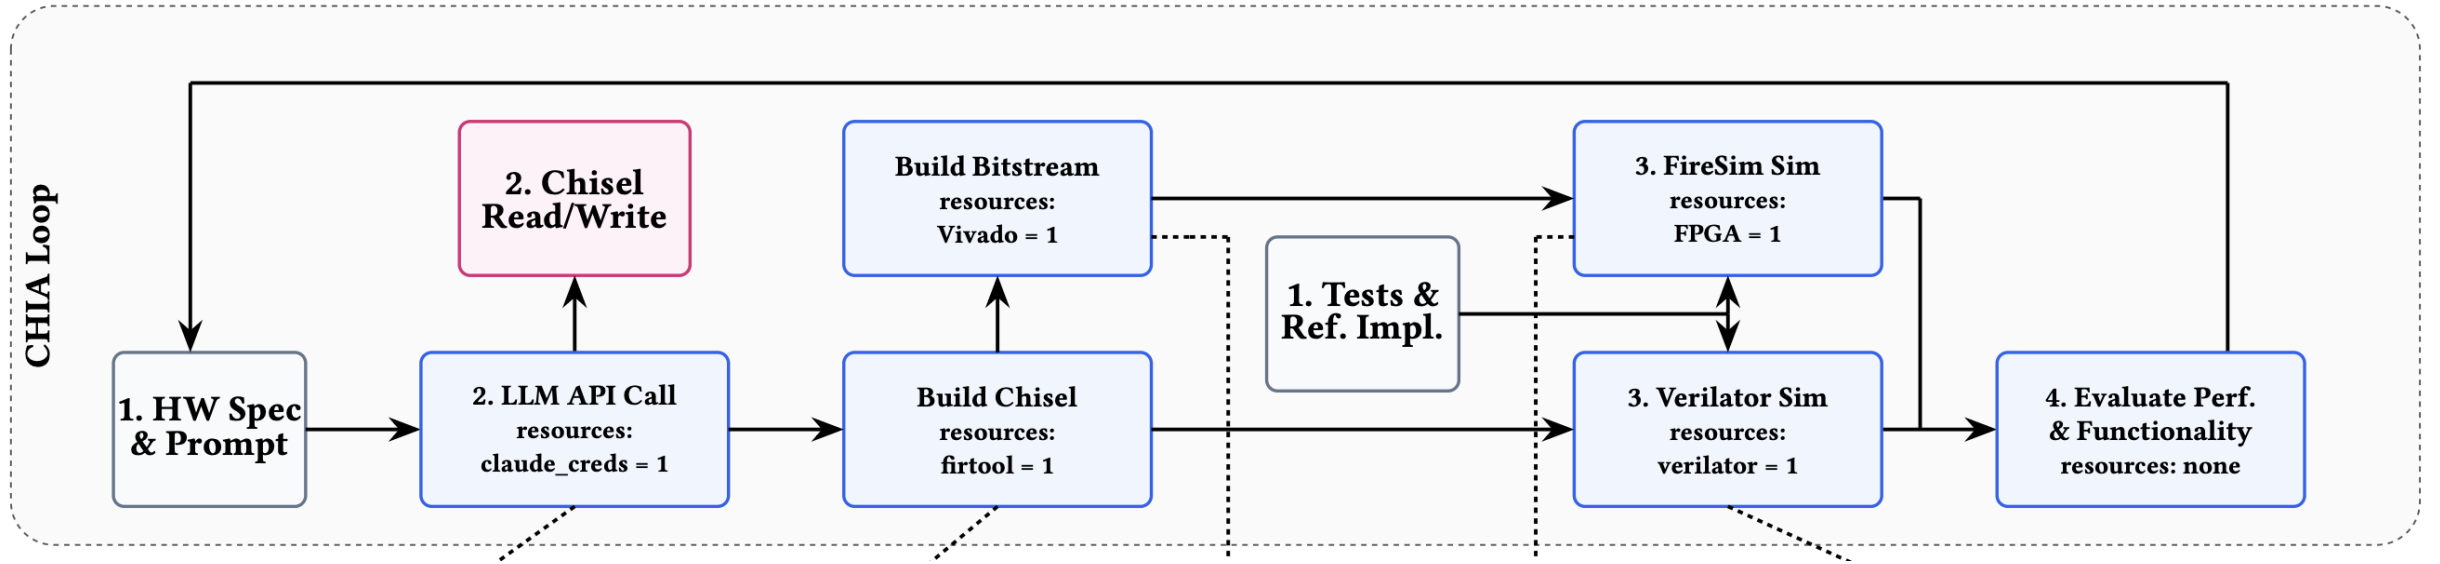 CHIA Loop
1. HW Spec
& Prompt
2. Chisel
Read/Write
2. LLM API Call
resources:
claude_creds = 1
Build Bitstream
resources:
Vivado = 1
Build Chisel
resources:
firtool = 1
1. Tests &
Ref. Impl.
3. FireSim Sim
resources:
FPGA = 1
3. Verilator Sim
resources:
verilator = 1
4. Evaluate Perf.
& Functionality
resources: none